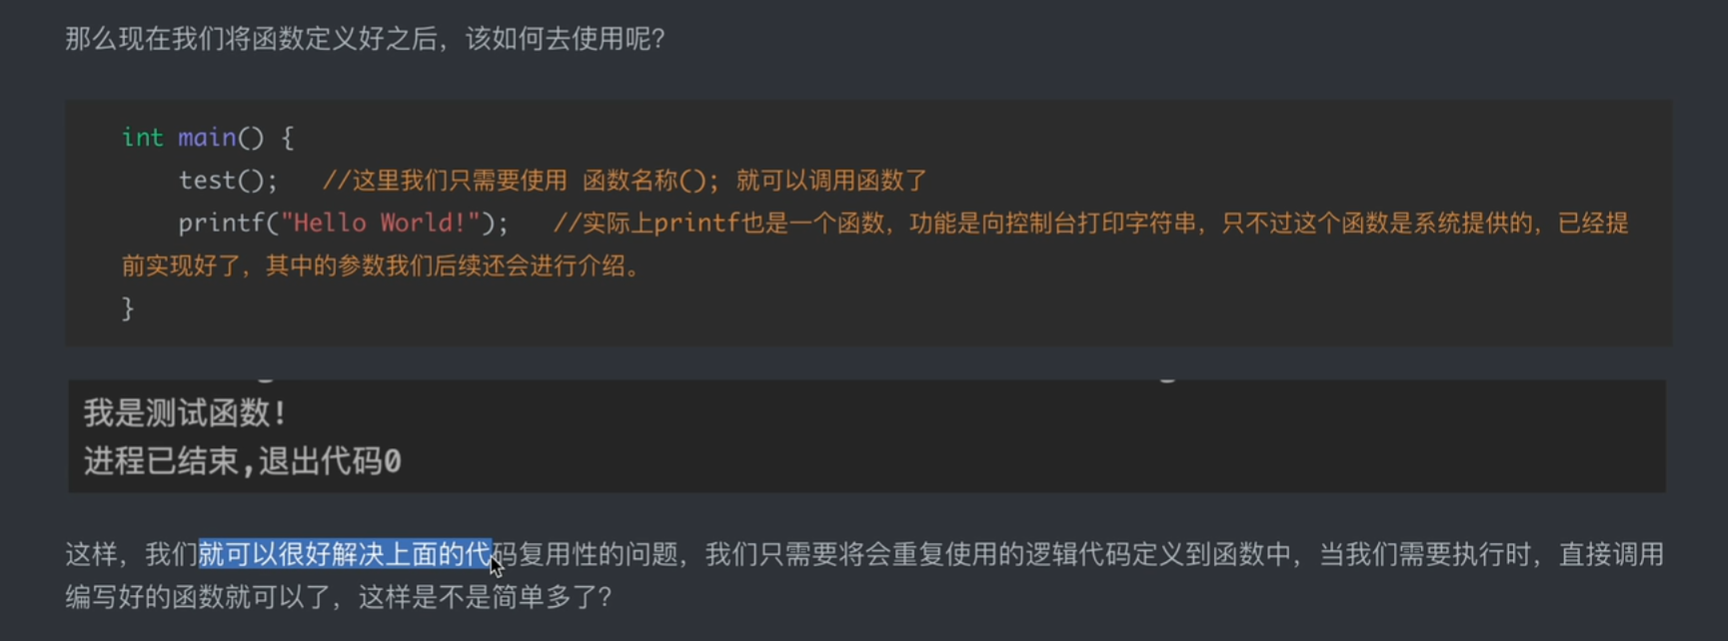 那么现在我们将函数定义好之后，该如何去使用呢？
int main() {
    test();   //这里我们只需要使用 函数名称(); 就可以调用函数了
    printf("Hello World!");   //实际上printf也是一个函数，功能是向控制台打印字符串，只不过这个函数是系统提供的，已经提
前实现好了，其中的参数我们后续还会进行介绍。
}
我是测试函数!
进程已结束,退出代码0
这样，我们就可以很好解决上面的代码复用性的问题，我们只需要将会重复使用的逻辑代码定义到函数中，当我们需要执行时，直接调用
编写好的函数就可以了，这样是不是简单多了？